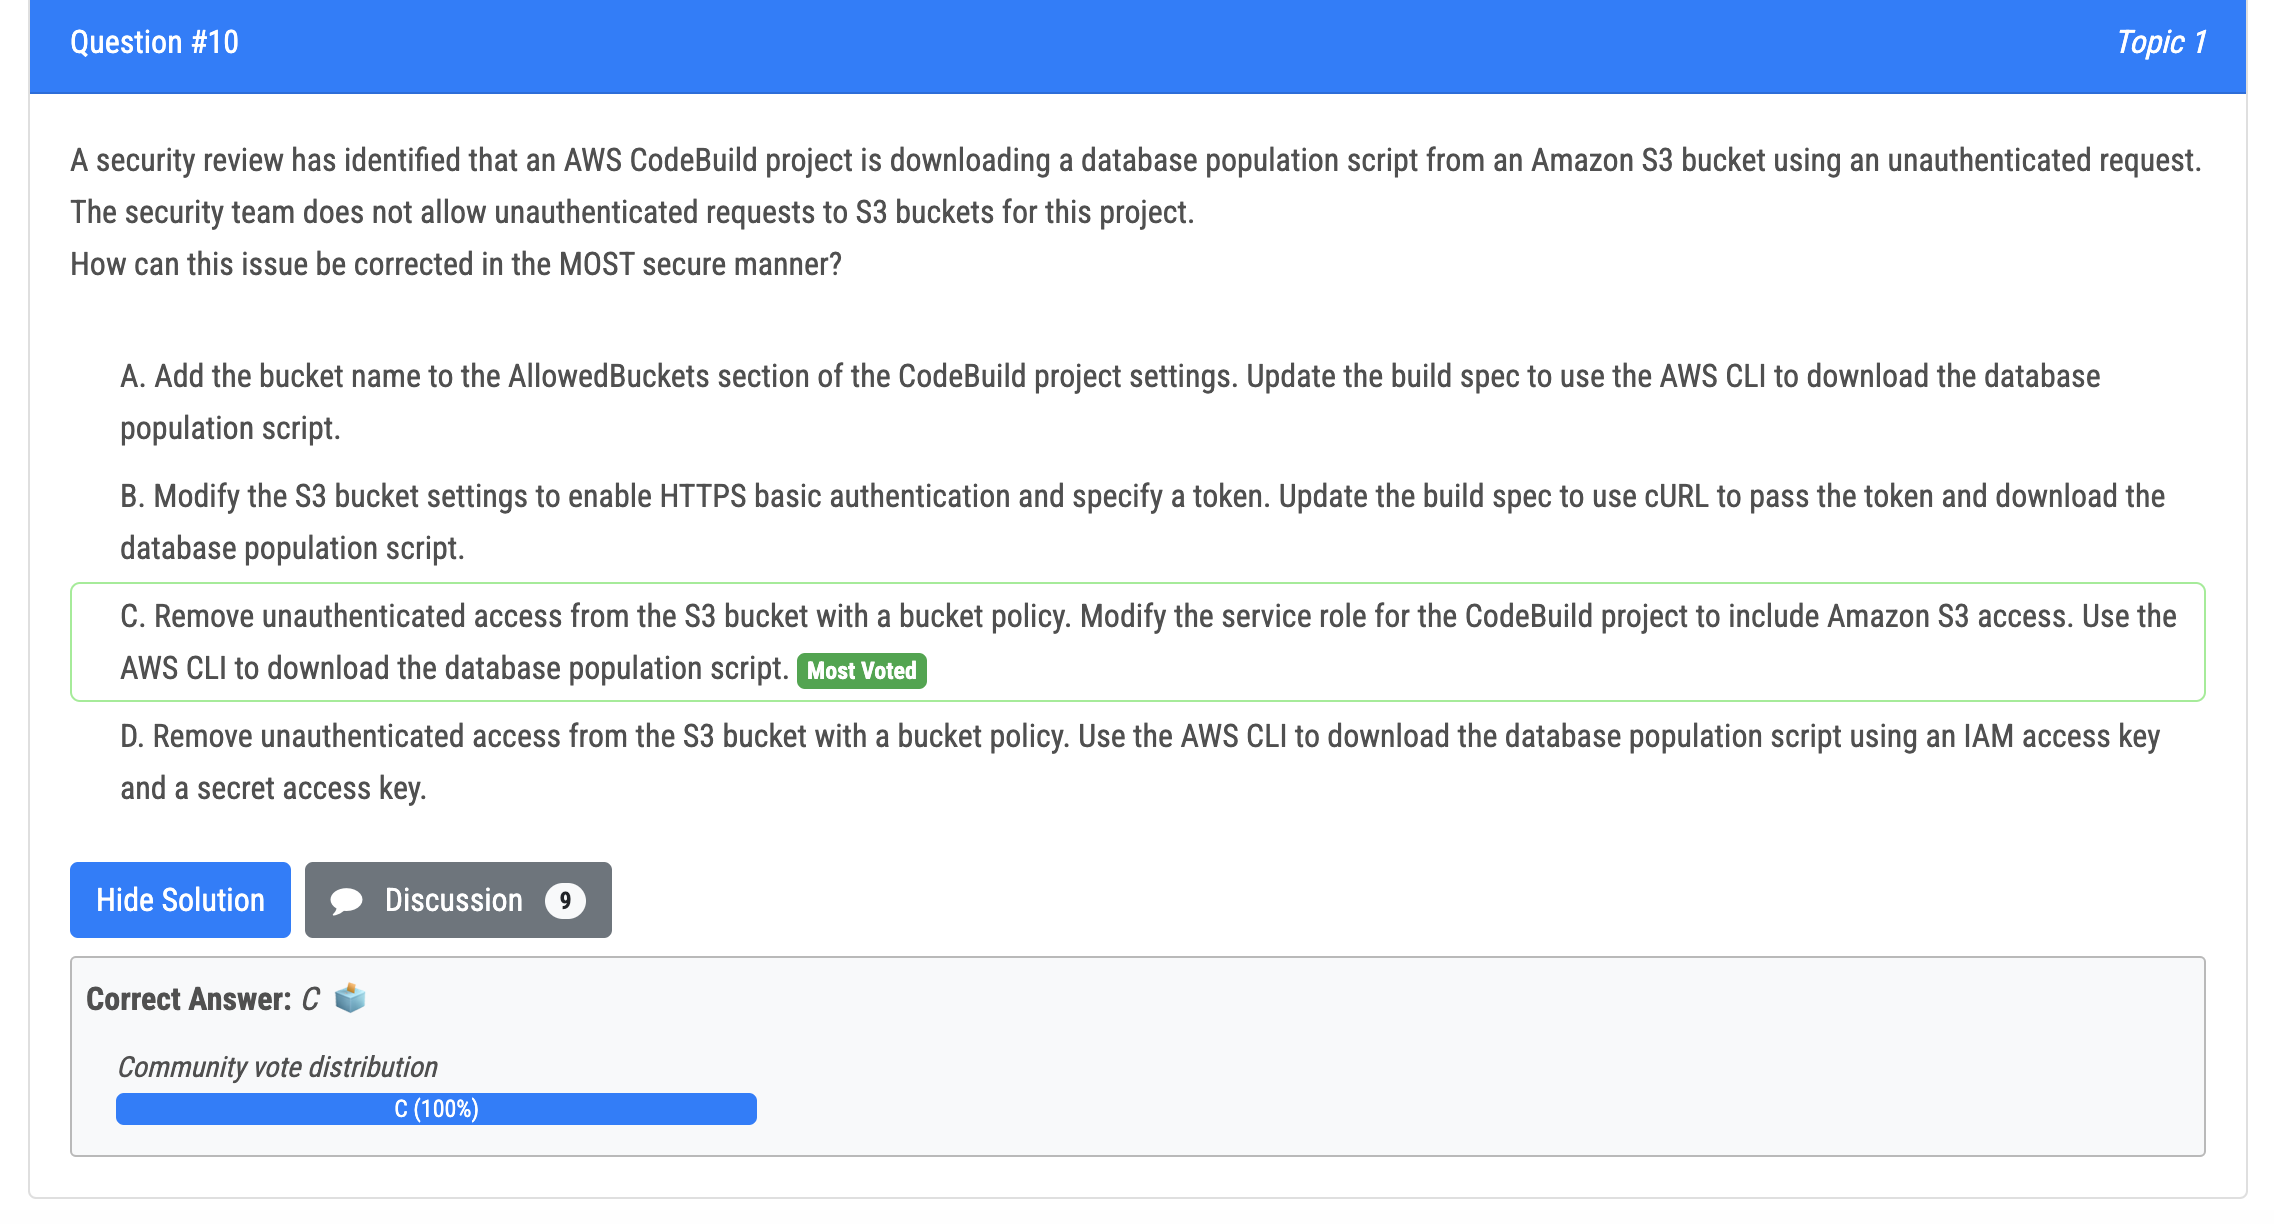 Question #10
Topic 1
A security review has identified that an AWS CodeBuild project is downloading a database population script from an Amazon S3 bucket using an unauthenticated request.
The security team does not allow unauthenticated requests to S3 buckets for this project.
How can this issue be corrected in the MOST secure manner?
A. Add the bucket name to the AllowedBuckets section of the CodeBuild project settings. Update the build spec to use the AWS CLI to download the database
population script.
B. Modify the S3 bucket settings to enable HTTPS basic authentication and specify a token. Update the build spec to use cURL to pass the token and download the
database population script.
C. Remove unauthenticated access from the S3 bucket with a bucket policy. Modify the service role for the CodeBuild project to include Amazon S3 access. Use the
AWS CLI to download the database population script. Most Voted
D. Remove unauthenticated access from the S3 bucket with a bucket policy. Use the AWS CLI to download the database population script using an IAM access key
and a secret access key.
Hide Solution
Discussion 9
Correct Answer: C
Community vote distribution
C (100%)